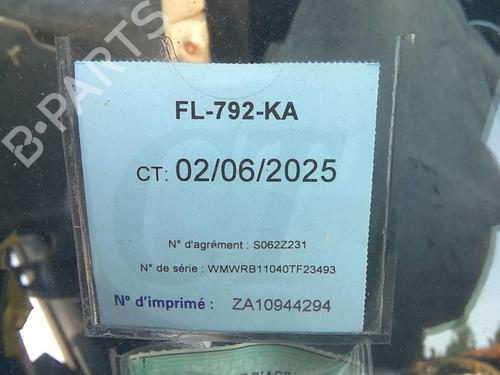 B-PARTS
FL-792-KA
CT: 02/06/2025
N° d'agrément : S062Z231
N° de série : WMWRB11040TF23493
N° d'imprimé : ZA10944294